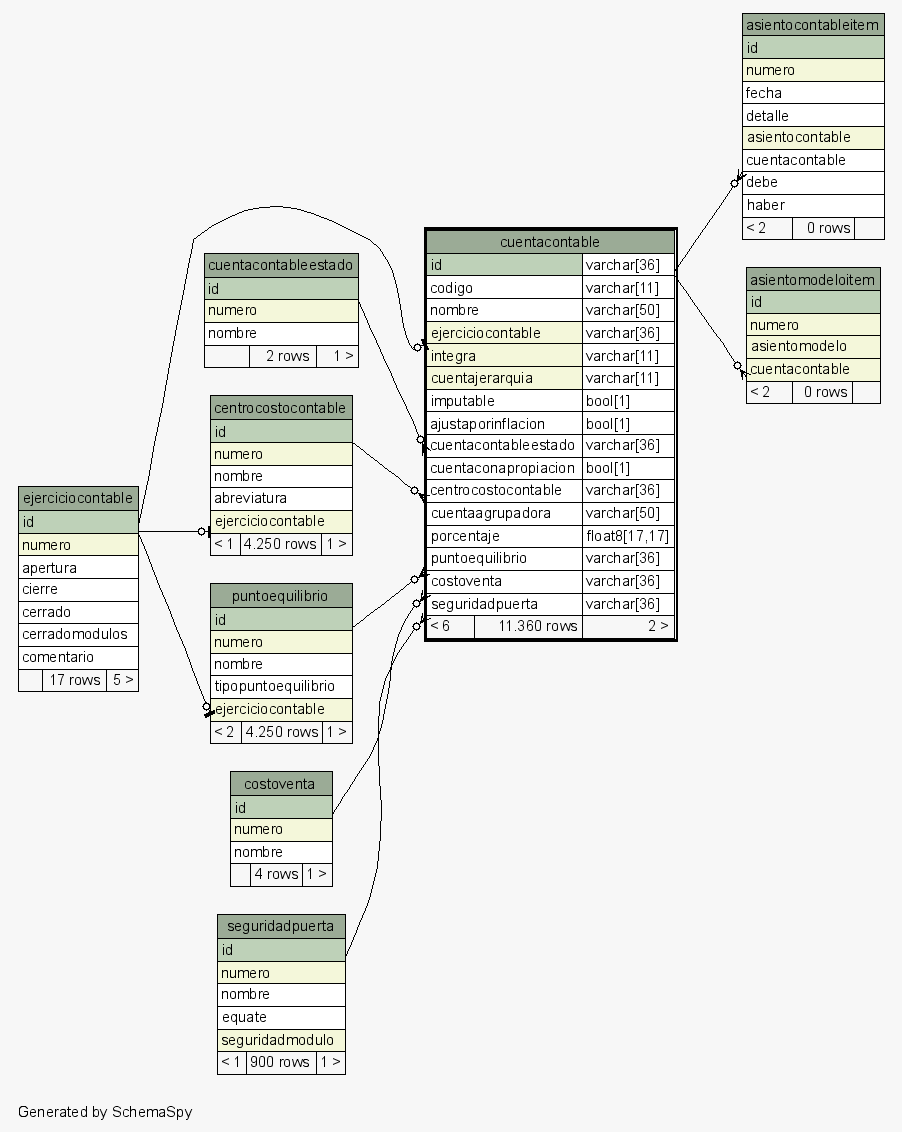 asientocontableitem
id
numero
fecha
detalle
asientocontable
cuentacontable
debe
haber
< 2 0 rows
asientomodeloitem
id
numero
asientomodelo
cuentacontable
< 2 0 rows
cuentacontable
id varchar[36]
codigo varchar[11]
nombre varchar[50]
ejerciciocontable varchar[36]
integra varchar[11]
cuentajerarquia varchar[11]
imputable bool[1]
ajustaporinflacion bool[1]
cuentacontableestado varchar[36]
cuentaconapropiacion bool[1]
centrocostocontable varchar[36]
cuentaagrupadora varchar[50]
porcentaje float8[17,17]
puntoequilibrio varchar[36]
costoventa varchar[36]
seguridadpuerta varchar[36]
< 6 11.360 rows 2 >
cuentacontableestado
id
numero
nombre
2 rows 1 >
centrocostocontable
id
numero
nombre
abreviatura
ejerciciocontable
< 1 4.250 rows 1 >
ejerciciocontable
id
numero
apertura
cierre
cerrado
cerradomodulos
comentario
17 rows 5 >
puntoequilibrio
id
numero
nombre
tipopuntoequilibrio
ejerciciocontable
< 2 4.250 rows 1 >
costoventa
id
numero
nombre
4 rows 1 >
seguridadpuerta
id
numero
nombre
equate
seguridadmodulo
< 1 900 rows 1 >
Generated by SchemaSpy